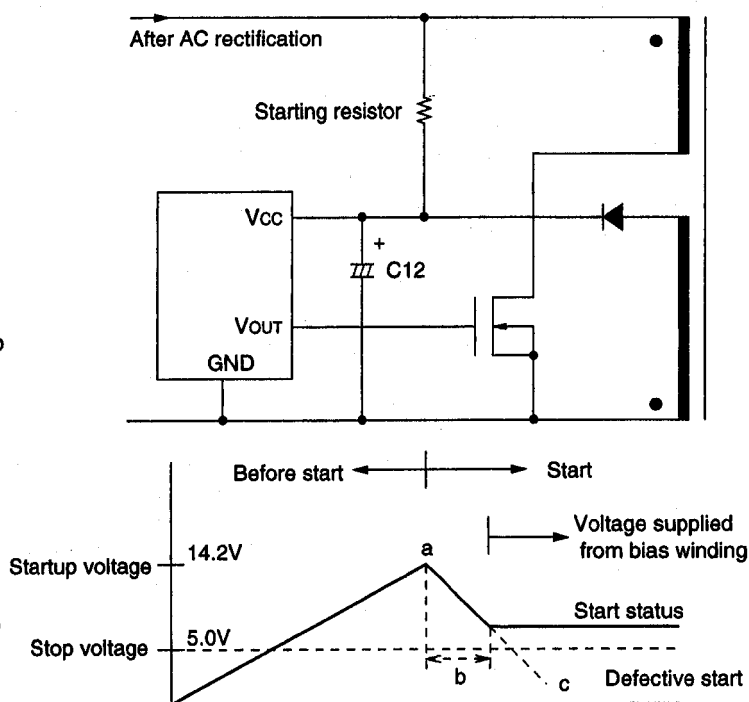 After AC rectification
Starting resistor
VCC
+
C12
VOUT
GND
Before start
Start
Voltage supplied
from bias winding
a
14.2V
Startup voltage
Start status
5.0V
Stop voltage
b
c
Defective start